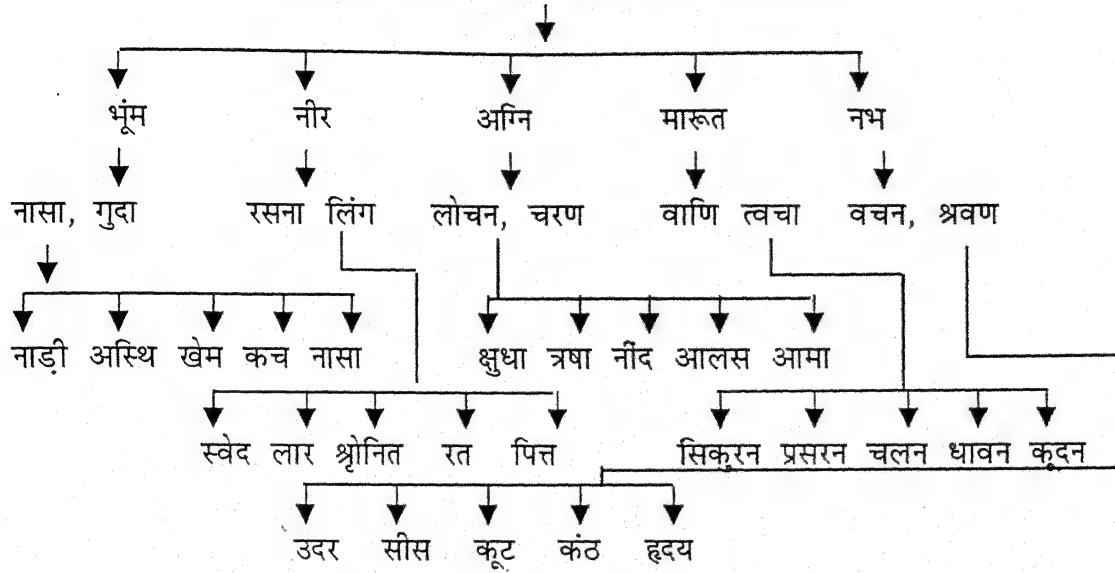 भूंम नीर अग्नि मारूत नभ
नासा, गुदा रसना लिंग लोचन, चरण वाणि त्वचा वचन, श्रवण
नाड़ी अस्थि खेम कच नासा क्षुधा त्रषा नींद आलस आमा
स्वेद लार श्रृोनित रत पित्त सिकुरन प्रसरन चलन धावन कूदन
उदर सीस कूट कंठ हृदय